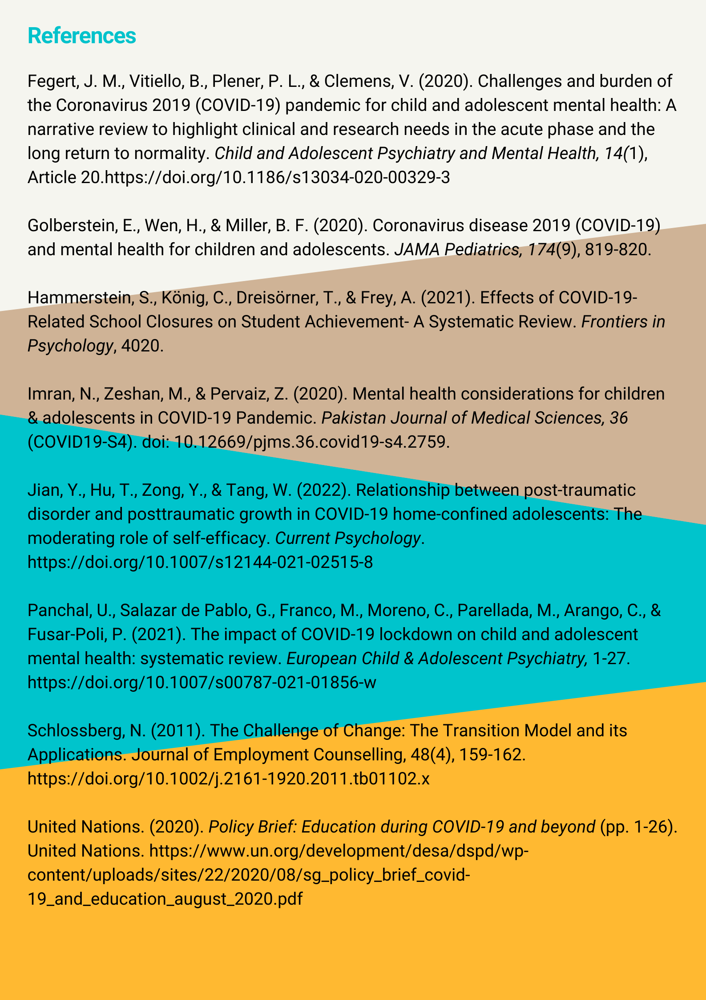 References
Fegert, J. M., Vitiello, B., Plener, P. L., & Clemens, V. (2020). Challenges and burden of
the Coronavirus 2019 (COVID-19) pandemic for child and adolescent mental health: A
narrative review to highlight clinical and research needs in the acute phase and the
long return to normality. Child and Adolescent Psychiatry and Mental Health, 14(1),
Article 20.https://doi.org/10.1186/s13034-020-00329-3
Golberstein, E., Wen, H., & Miller, B. F. (2020). Coronavirus disease 2019 (COVID-19)
and mental health for children and adolescents. JAMA Pediatrics, 174(9), 819-820.
Hammerstein, S., König, C., Dreisörner, T., & Frey, A. (2021). Effects of COVID-19-
Related School Closures on Student Achievement- A Systematic Review. Frontiers in
Psychology, 4020.
Imran, N., Zeshan, M., & Pervaiz, Z. (2020). Mental health considerations for children
& adolescents in COVID-19 Pandemic. Pakistan Journal of Medical Sciences, 36
(COVID19-S4). doi: 10.12669/pjms.36.covid19-s4.2759.
Jian, Y., Hu, T., Zong, Y., & Tang, W. (2022). Relationship between post-traumatic
disorder and posttraumatic growth in COVID-19 home-confined adolescents: The
moderating role of self-efficacy. Current Psychology.
https://doi.org/10.1007/s12144-021-02515-8
Panchal, U., Salazar de Pablo, G., Franco, M., Moreno, C., Parellada, M., Arango, C., &
Fusar-Poli, P. (2021). The impact of COVID-19 lockdown on child and adolescent
mental health: systematic review. European Child & Adolescent Psychiatry, 1-27.
https://doi.org/10.1007/s00787-021-01856-w
Schlossberg, N. (2011). The Challenge of Change: The Transition Model and its
Applications. Journal of Employment Counselling, 48(4), 159-162.
https://doi.org/10.1002/j.2161-1920.2011.tb01102.x
United Nations. (2020). Policy Brief: Education during COVID-19 and beyond (pp. 1-26).
United Nations. https://www.un.org/development/desa/dspd/wp-
content/uploads/sites/22/2020/08/sg_policy_brief_covid-
19_and_education_august_2020.pdf